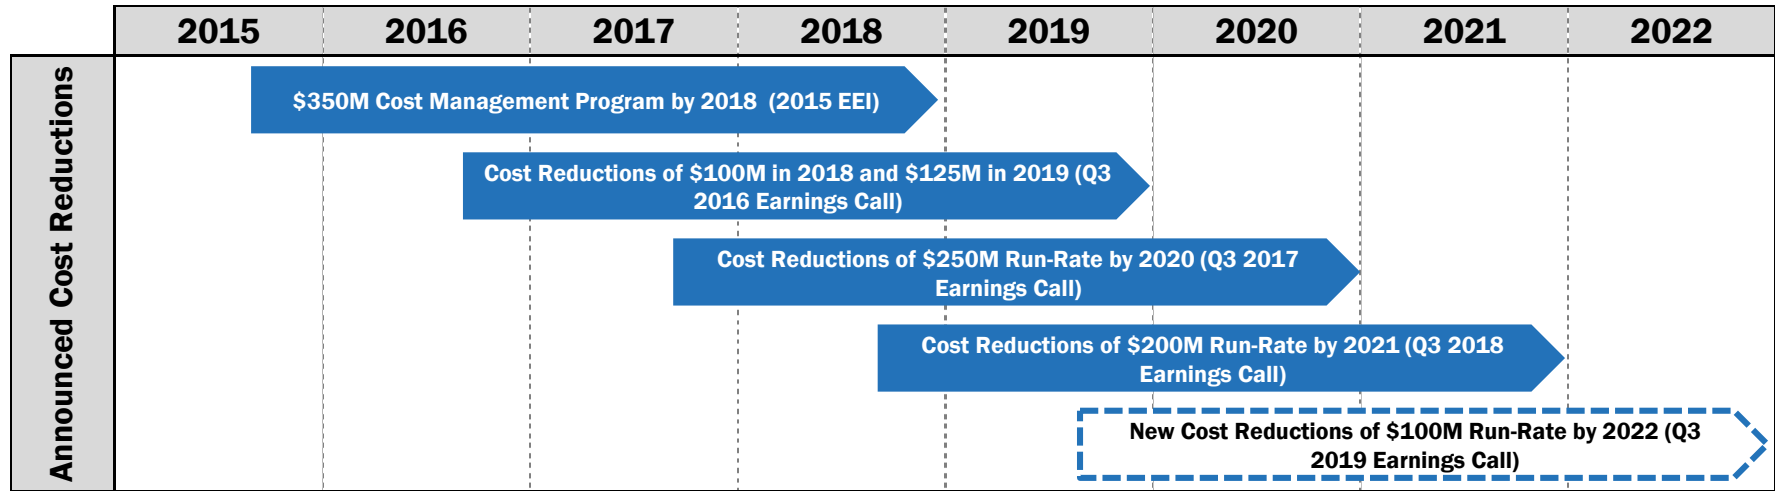 2015 2016 2017 2018 2019 2020 2021 2022
Announced Cost Reductions
$350M Cost Management Program by 2018 (2015 EEI)
Cost Reductions of $100M in 2018 and $125M in 2019 (Q3
2016 Earnings Call)
Cost Reductions of $250M Run-Rate by 2020 (Q3 2017
Earnings Call)
Cost Reductions of $200M Run-Rate by 2021 (Q3 2018
Earnings Call)
New Cost Reductions of $100M Run-Rate by 2022 (Q3
2019 Earnings Call)